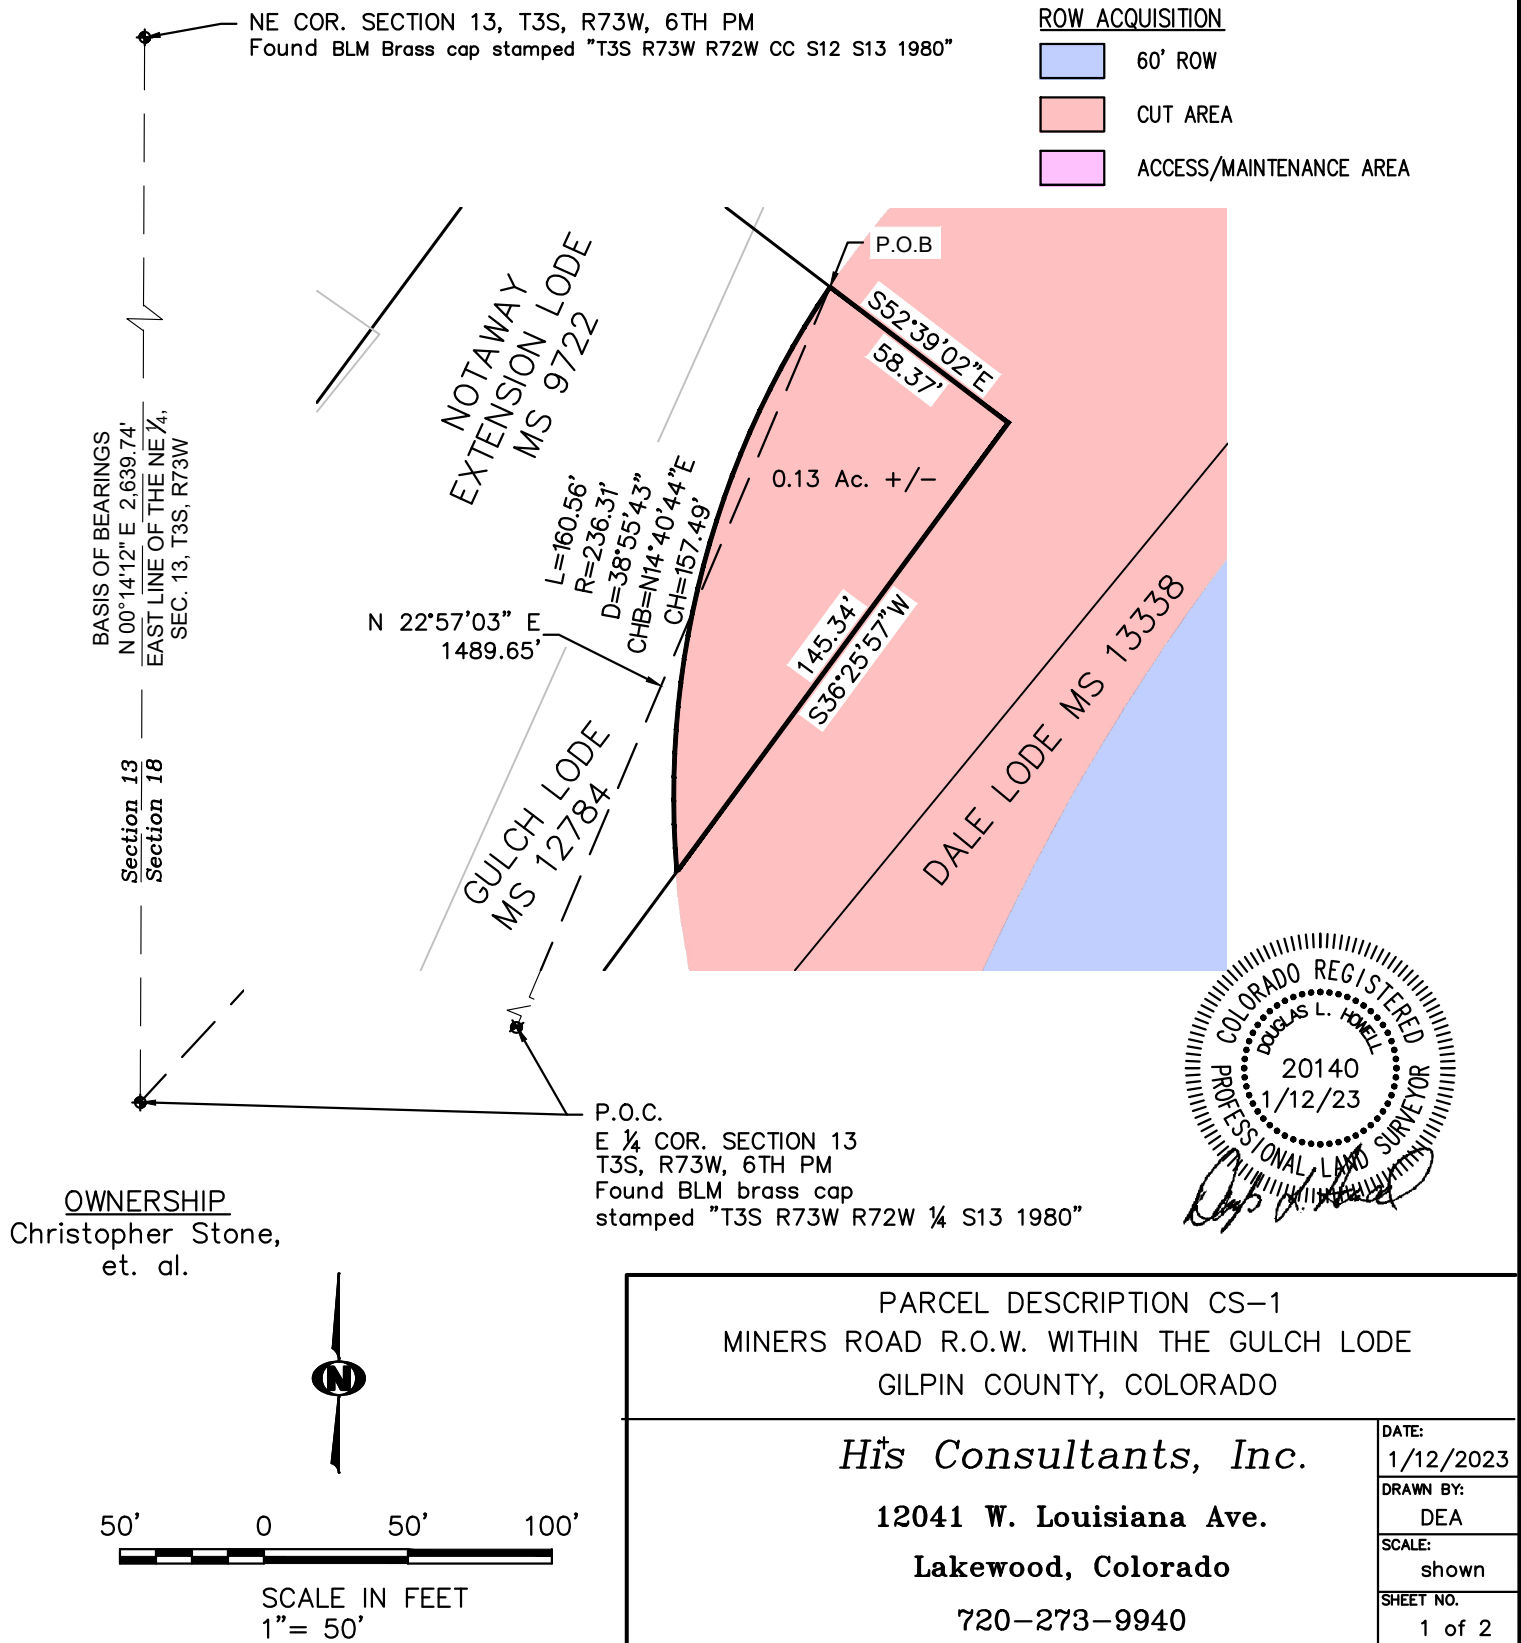 NE COR. SECTION 13, T3S, R73W, 6TH PM
Found BLM Brass cap stamped "T3S R73W R72W CC S12 S13 1980"
ROW ACQUISITION
60' ROW
CUT AREA
ACCESS/MAINTENANCE AREA
P.O.B
S52°39'02"E
58.37'
NOTAWAY
EXTENSION LODE
MS 9722
0.13 Ac. +/-
BASIS OF BEARINGS
N 00°14'12" E 2,639.74'
EAST LINE OF THE NE ¼,
SEC. 13, T3S, R73W
L=160.56'
R=236.31'
D=38°55'43"
CHB=N14°40'44"E
CH=157.49'
N 22°57'03" E
1489.65'
145.34'
S36°25'57"W
DALE LODE MS 13338
Section 13
Section 18
GULCH LODE
MS 12784
COLORADO REGISTERED
DOUGLAS L. HOWELL
20140
1/12/23
PROFESSIONAL LAND SURVEYOR
P.O.C.
E ¼ COR. SECTION 13
T3S, R73W, 6TH PM
Found BLM brass cap
stamped "T3S R73W R72W ¼ S13 1980"
OWNERSHIP
Christopher Stone,
et. al.
N
50' 0 50' 100'
SCALE IN FEET
1"= 50'
PARCEL DESCRIPTION CS-1
MINERS ROAD R.O.W. WITHIN THE GULCH LODE
GILPIN COUNTY, COLORADO
His Consultants, Inc.
12041 W. Louisiana Ave.
Lakewood, Colorado
720-273-9940
DATE:
1/12/2023
DRAWN BY:
DEA
SCALE:
shown
SHEET NO.
1 of 2